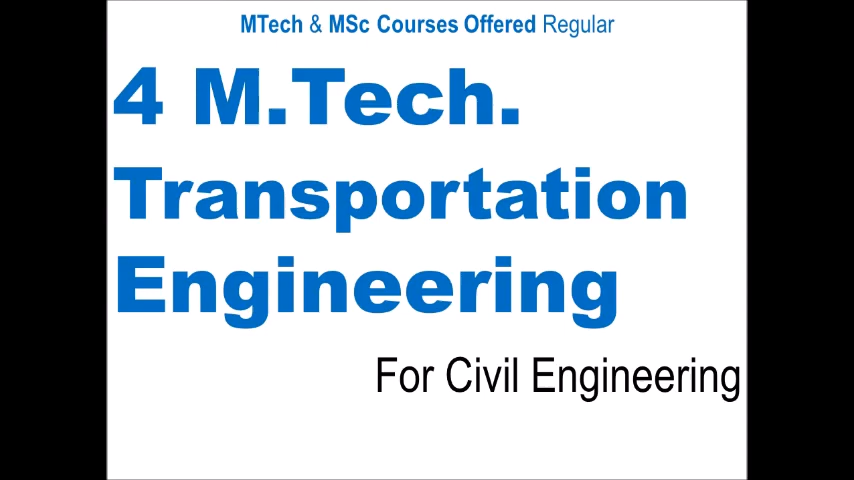 MTech & MSc Courses Offered Regular
4 M.Tech.
Transportation
Engineering
For Civil Engineering